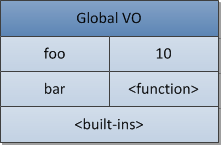 Global VO
foo 10
bar <function>
<built-ins>